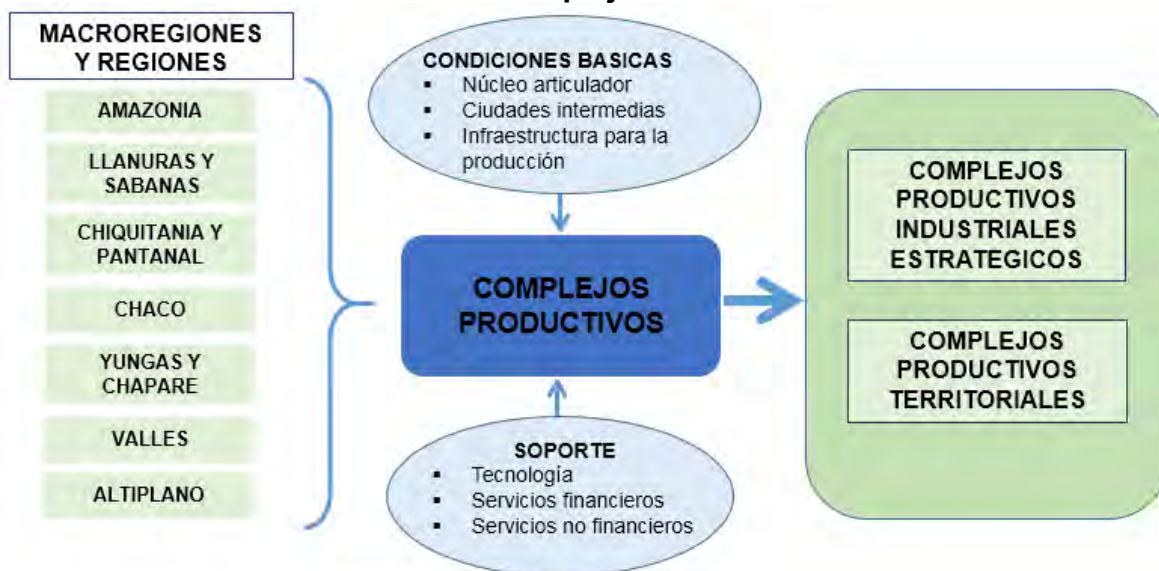 MACROREGIONES
Y REGIONES
AMAZONIA
LLANURAS Y
SABANAS
CHIQUITANIA Y
PANTANAL
CHACO
YUNGAS Y
CHAPARE
VALLES
ALTIPLANO
CONDICIONES BASICAS
▪ Núcleo articulador
▪ Ciudades intermedias
▪ Infraestructura para la
producción
COMPLEJOS
PRODUCTIVOS
SOPORTE
▪ Tecnología
▪ Servicios financieros
▪ Servicios no financieros
COMPLEJOS
PRODUCTIVOS
INDUSTRIALES
ESTRATEGICOS
COMPLEJOS
PRODUCTIVOS
TERRITORIALES